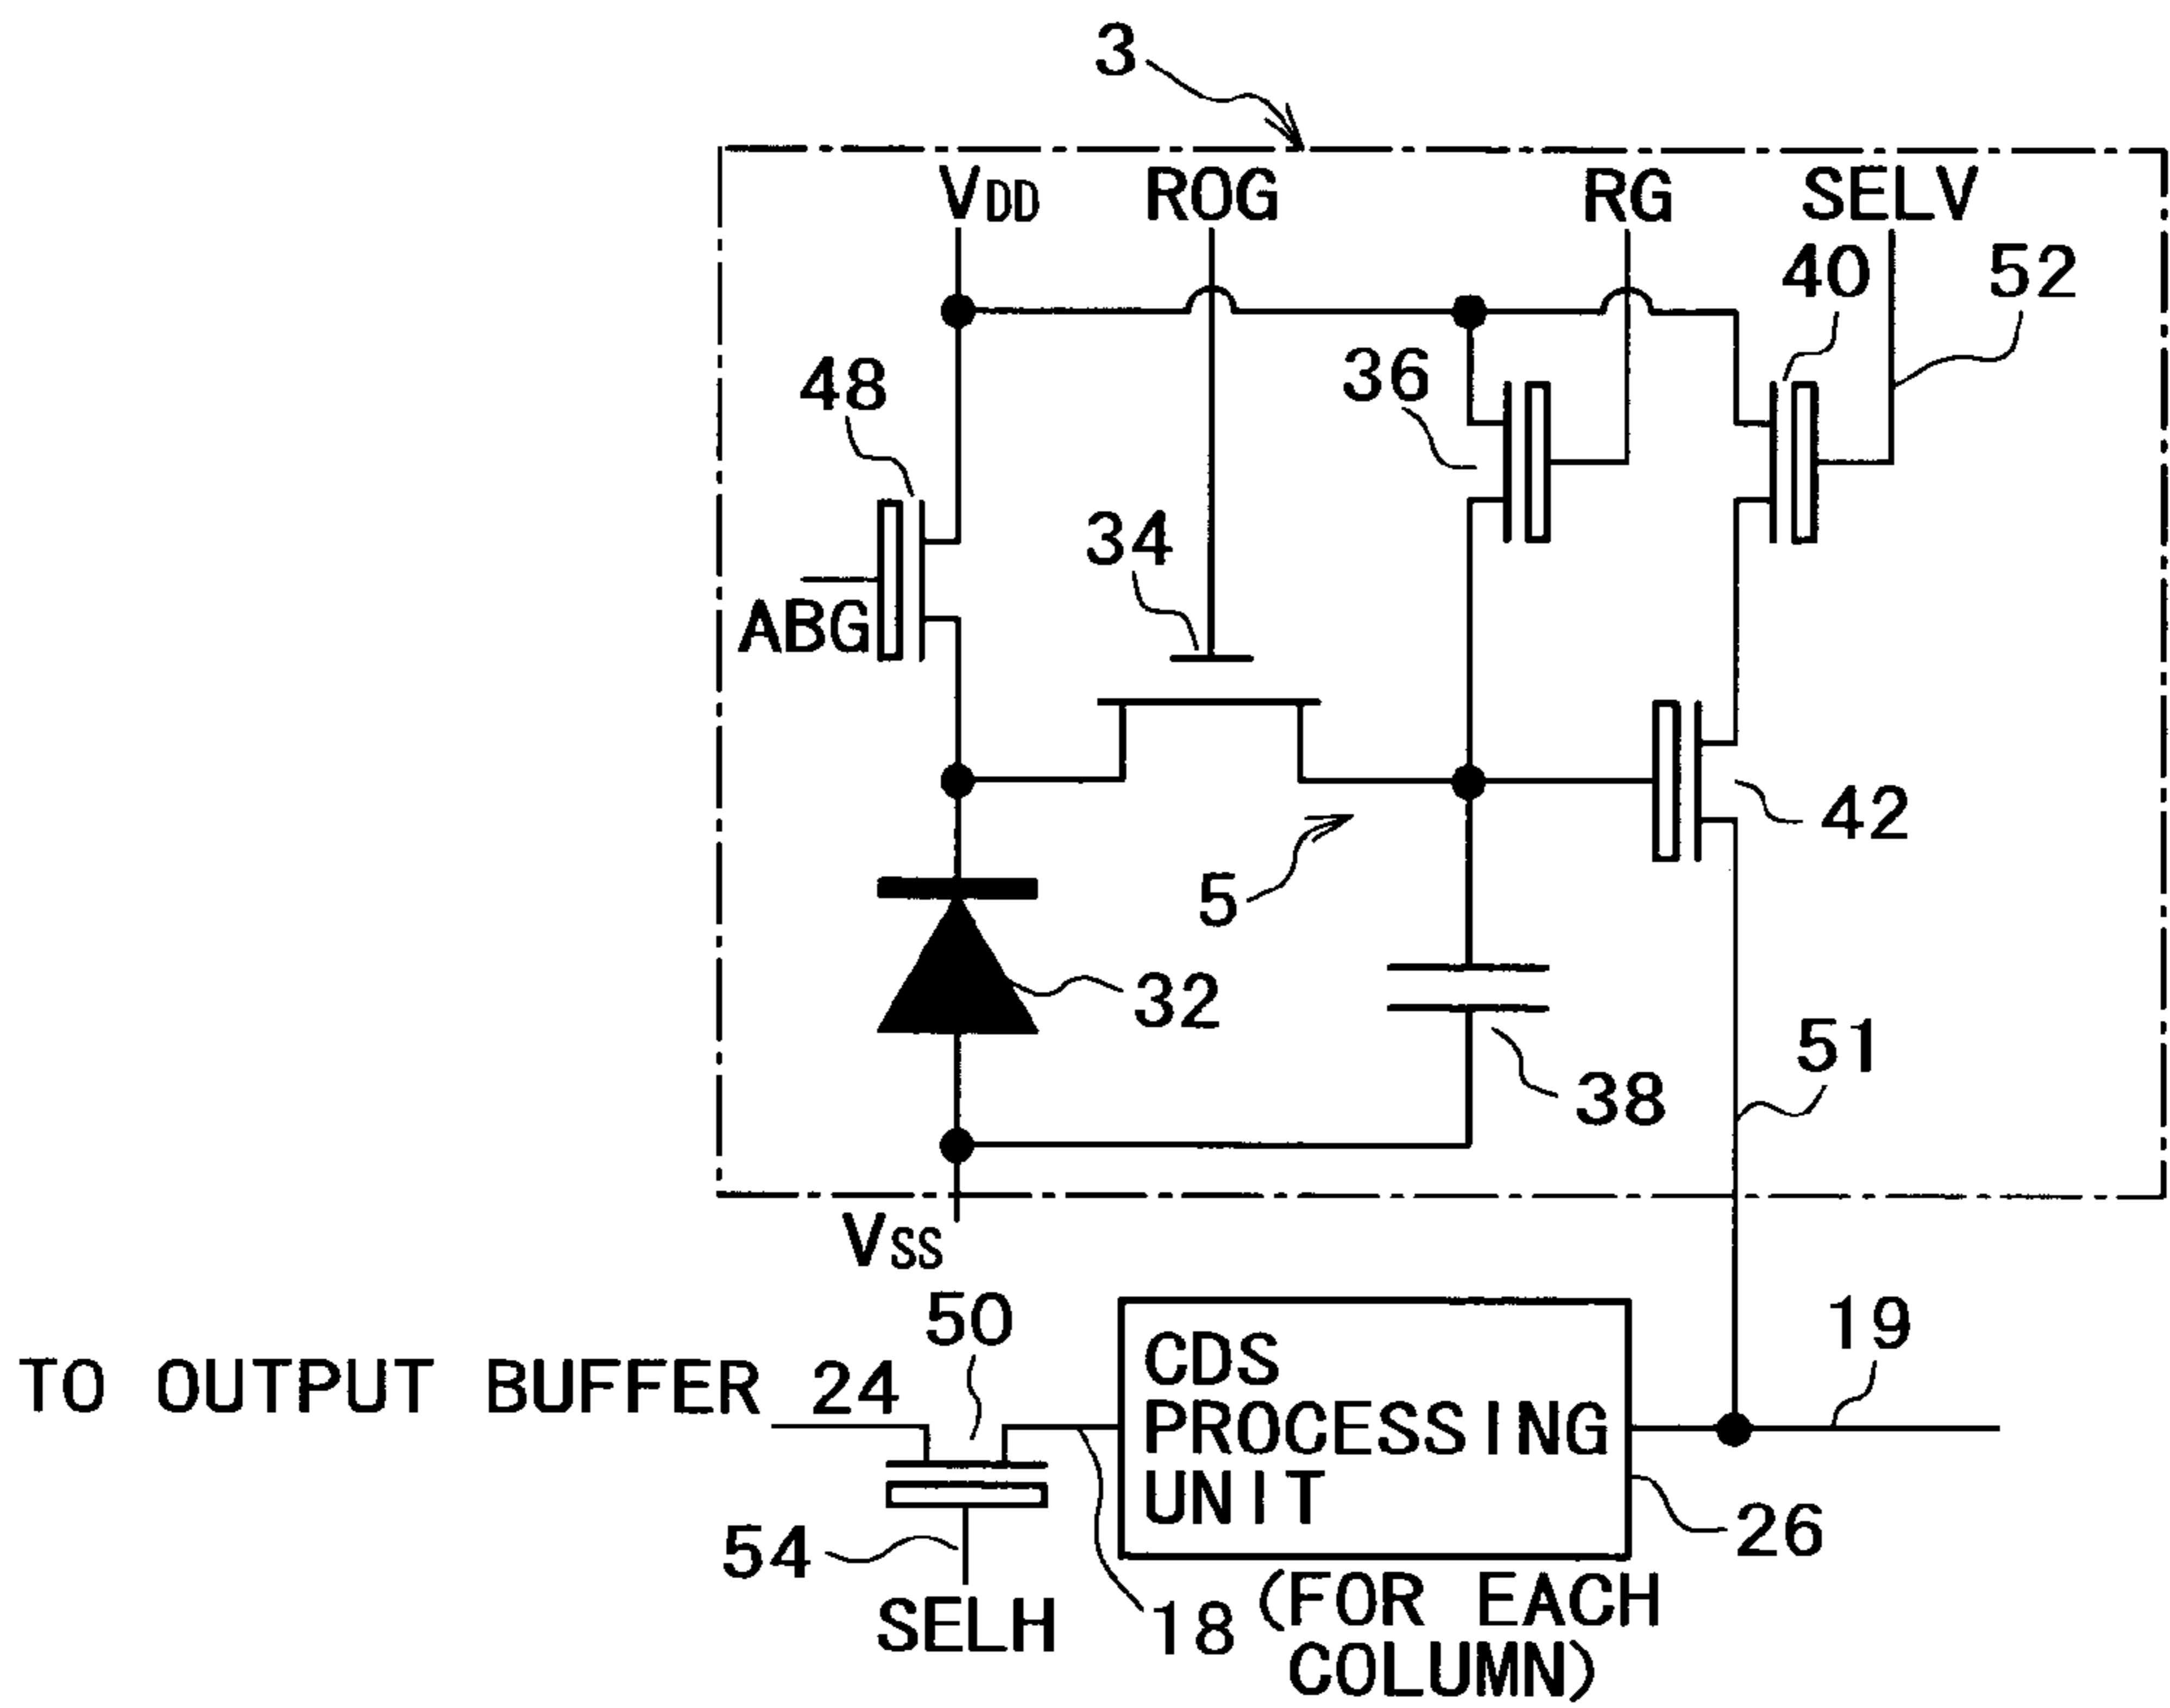 3
VDD ROG RG SELV
40 52
36
48
34
ABG
42
5
32
51
38
VSS
50 19
TO OUTPUT BUFFER 24
CDS
PROCESSING
UNIT
26
54
SELH
18
(FOR EACH
COLUMN)